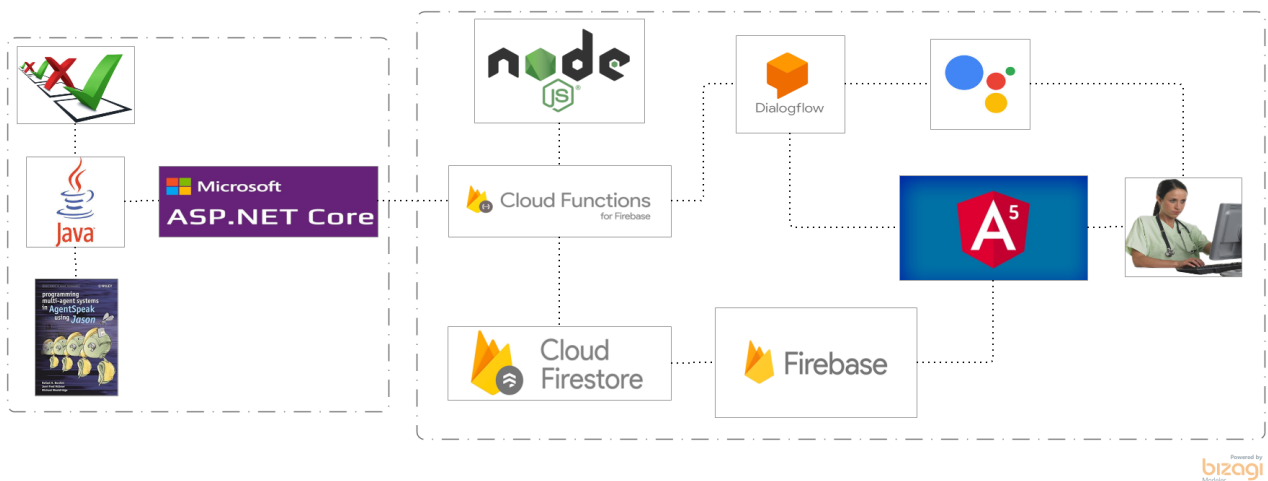 node
JS
Dialogflow
Microsoft
ASP.NET Core
Java
Cloud Functions
for Firebase
A 5
programming
multi-agent systems
in AgentSpeak
using Jason
Cloud
Firestore
Firebase
Powered by
bizagi
Modeler